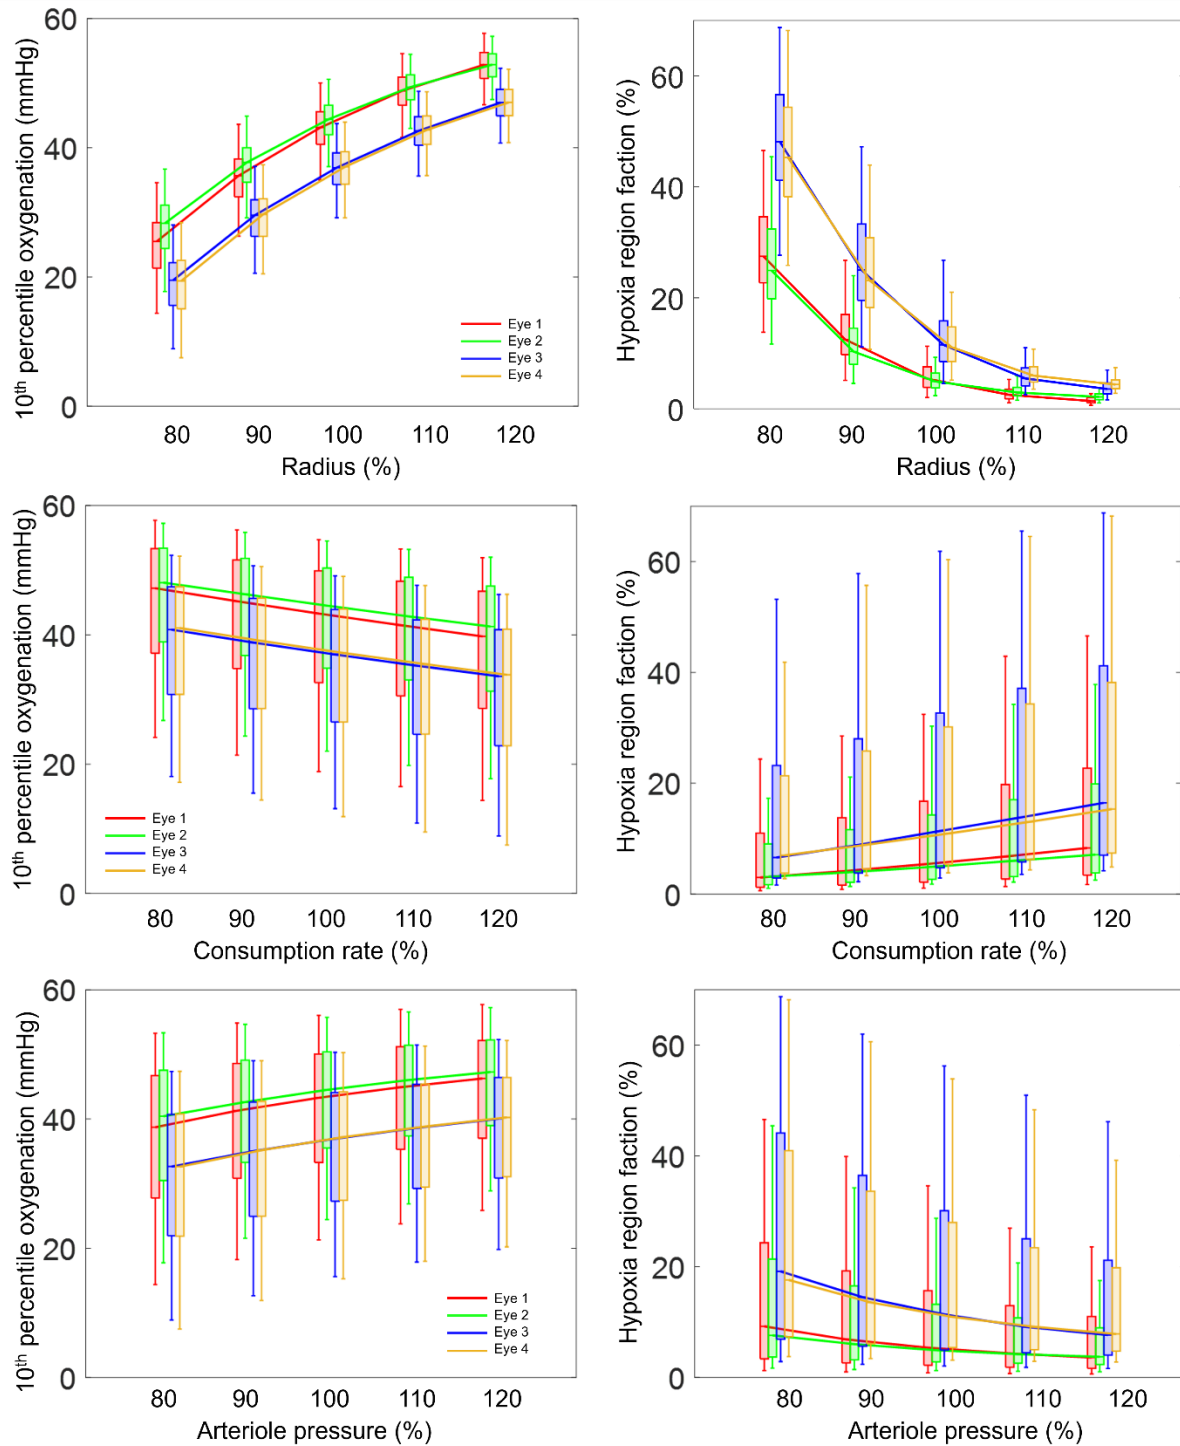 10th percentile oxygenation (mmHg)
60
40
20
0
80 90 100 110 120
Radius (%)
Eye 1
Eye 2
Eye 3
Eye 4
Hypoxia region faction (%)
60
40
20
0
80 90 100 110 120
Radius (%)
10th percentile oxygenation (mmHg)
60
40
20
0
80 90 100 110 120
Consumption rate (%)
Eye 1
Eye 2
Eye 3
Eye 4
Hypoxia region faction (%)
60
40
20
0
80 90 100 110 120
Consumption rate (%)
10th percentile oxygenation (mmHg)
60
40
20
0
80 90 100 110 120
Arteriole pressure (%)
Eye 1
Eye 2
Eye 3
Eye 4
Hypoxia region faction (%)
60
40
20
0
80 90 100 110 120
Arteriole pressure (%)